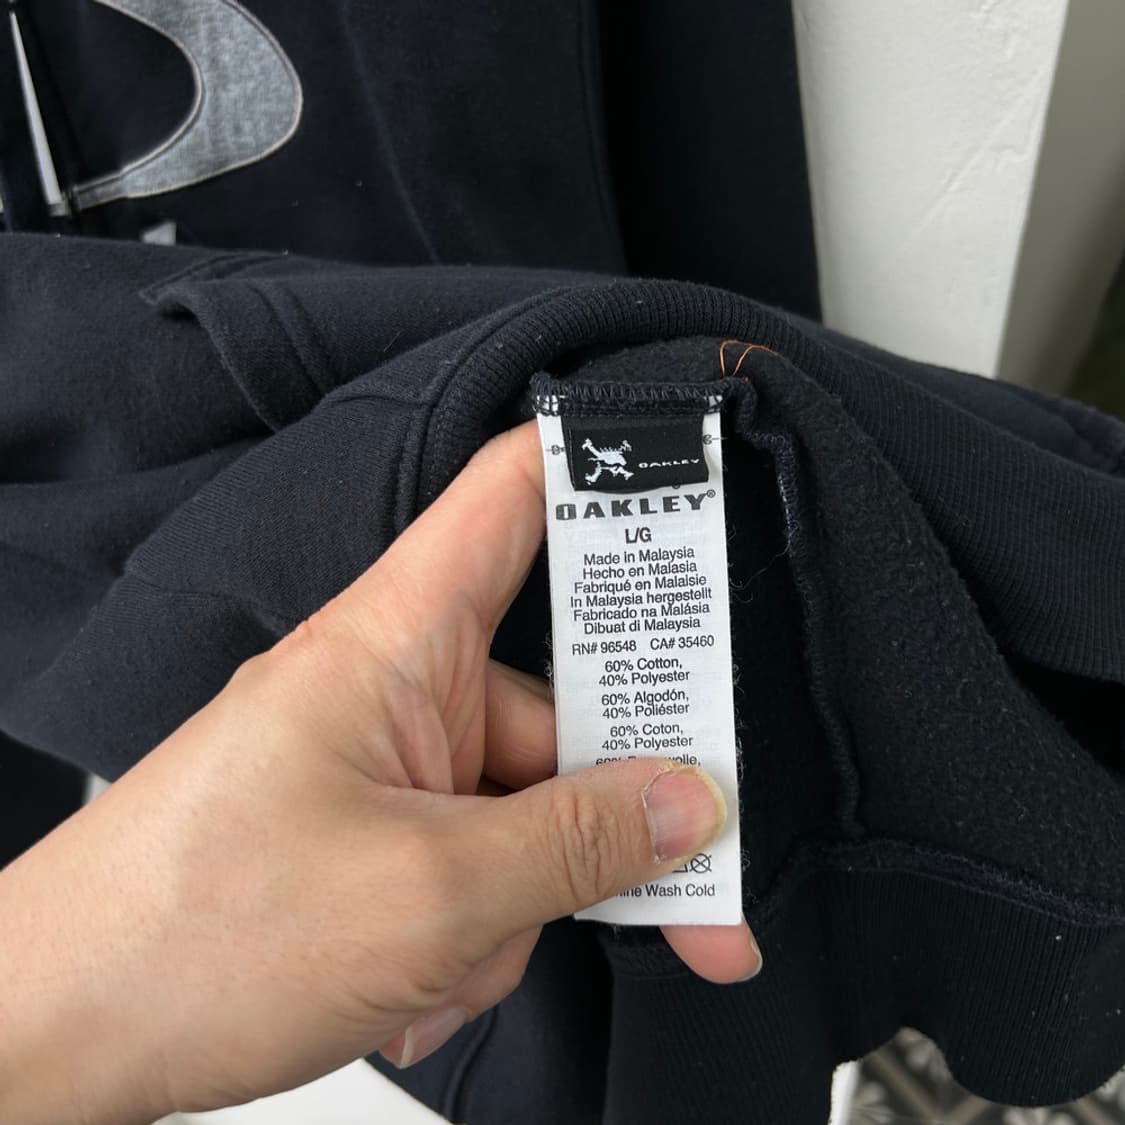 OAKLEY
OAKLEY®
L/G
Made in Malaysia
Hecho en Malasia
Fabriqué en Malaisie
In Malaysia hergestellt
Fabricado na Malásia
Dibuat di Malaysia
RN# 96548 CA# 35460
60% Cotton,
40% Polyester
60% Algodón,
40% Poliéster
60% Coton,
40% Polyester
60%
Wash Cold